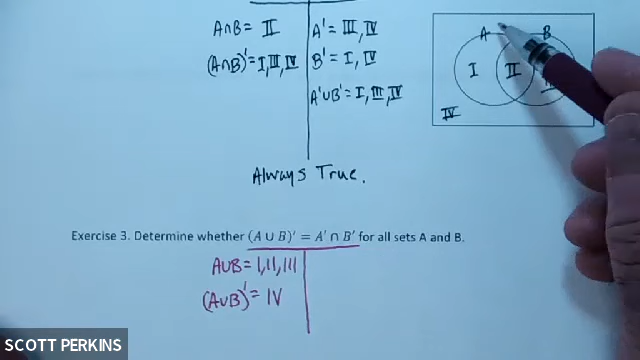 A∩B = II
A' = III, IV
(A∩B)' = I, III, IV
B' = I, IV
A'∪B' = I, III, IV
A
B
I
II
IV
Always True.
Exercise 3. Determine whether (A ∪ B)' = A' ∩ B' for all sets A and B.
A∪B = I, II, III
(A∪B)' = IV
SCOTT PERKINS